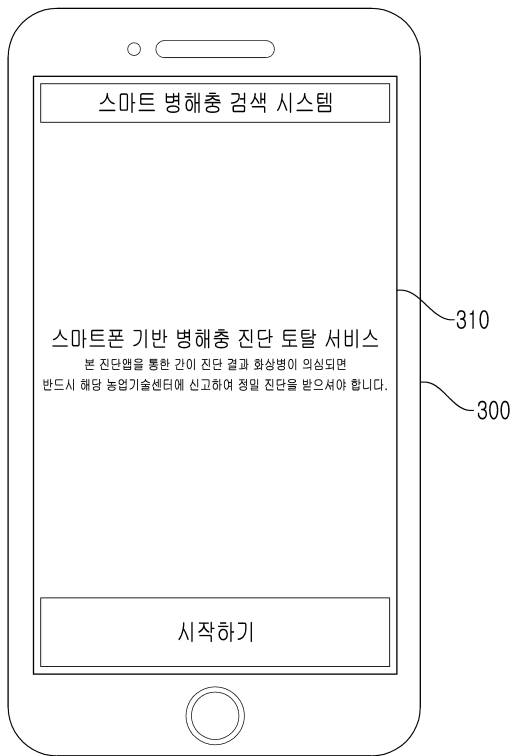 스마트 병해충 검색 시스템
스마트폰 기반 병해충 진단 토탈 서비스
본 진단앱을 통한 간이 진단 결과 화상병이 의심되면
반드시 해당 농업기술센터에 신고하여 정밀 진단을 받으셔야 합니다.
310
300
시작하기